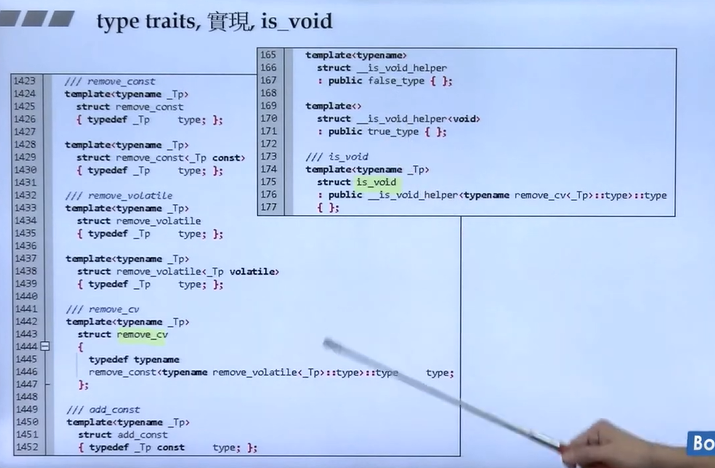 type traits, 實現, is_void
1423 /// remove_const
1424 template<typename _Tp>
1425 struct remove_const
1426 { typedef _Tp type; };
1427
1428 template<typename _Tp>
1429 struct remove_const<_Tp const>
1430 { typedef _Tp type; };
1431
1432 /// remove_volatile
1433 template<typename _Tp>
1434 struct remove_volatile
1435 { typedef _Tp type; };
1436
1437 template<typename _Tp>
1438 struct remove_volatile<_Tp volatile>
1439 { typedef _Tp type; };
1440
1441 /// remove_cv
1442 template<typename _Tp>
1443 struct remove_cv
1444 {
1445 typedef typename
1446 remove_const<typename remove_volatile<_Tp>::type>::type type;
1447 };
1448
1449 /// add_const
1450 template<typename _Tp>
1451 struct add_const
1452 { typedef _Tp const type; };
165 template<typename>
166 struct __is_void_helper
167 : public false_type { };
168
169 template<>
170 struct __is_void_helper<void>
171 : public true_type { };
172
173 /// is_void
174 template<typename _Tp>
175 struct is_void
176 : public __is_void_helper<typename remove_cv<_Tp>::type>::type
177 { };
Bo